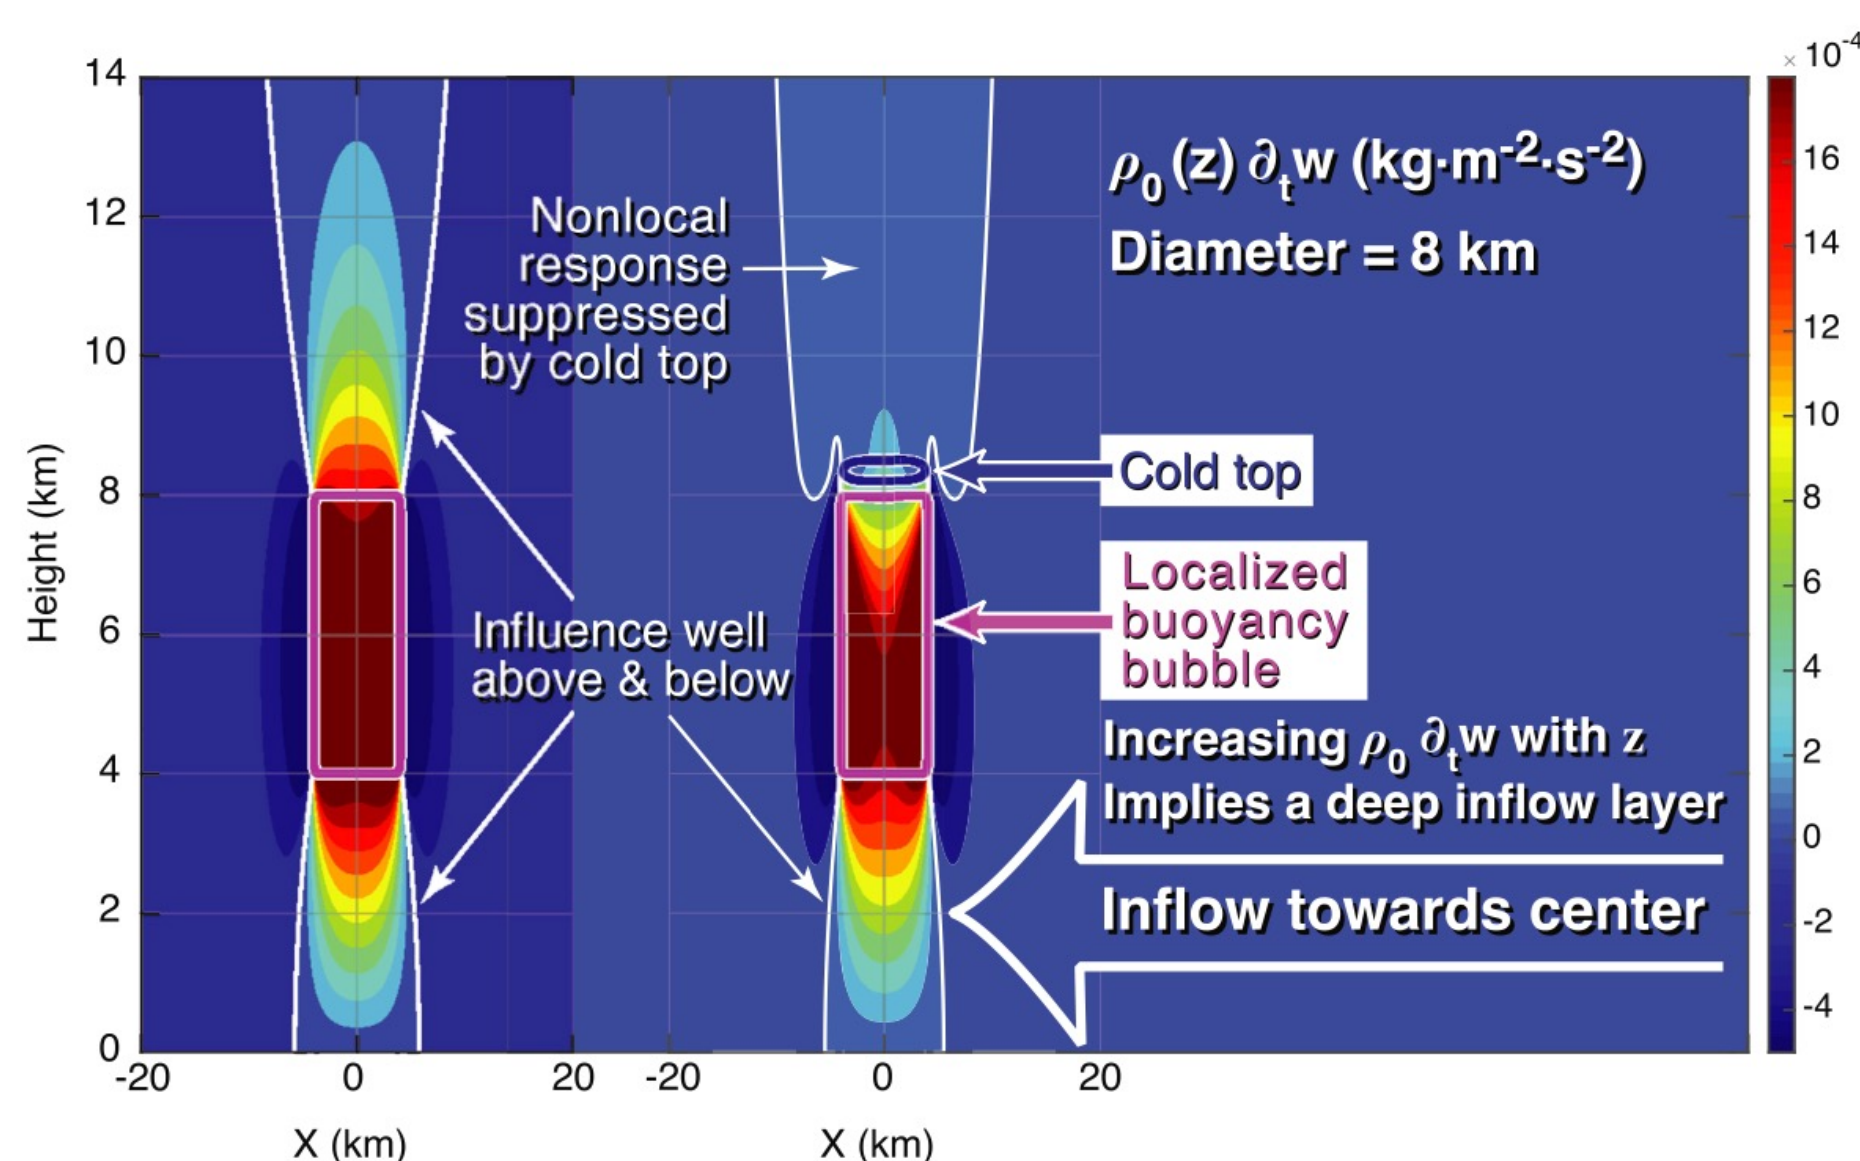 × 10⁻⁴
14
12
10
8
6
4
2
0
Height (km)
-20
0
20
-20
0
20
X (km)
X (km)
Nonlocal
response
suppressed
by cold top
Influence well
above & below
ρ₀(z) ∂ₜw (kg·m⁻²·s⁻²)
Diameter = 8 km
Cold top
Localized
buoyancy
bubble
Increasing ρ₀ ∂ₜw with z
Implies a deep inflow layer
Inflow towards center
16
14
12
10
8
6
4
2
0
-2
-4